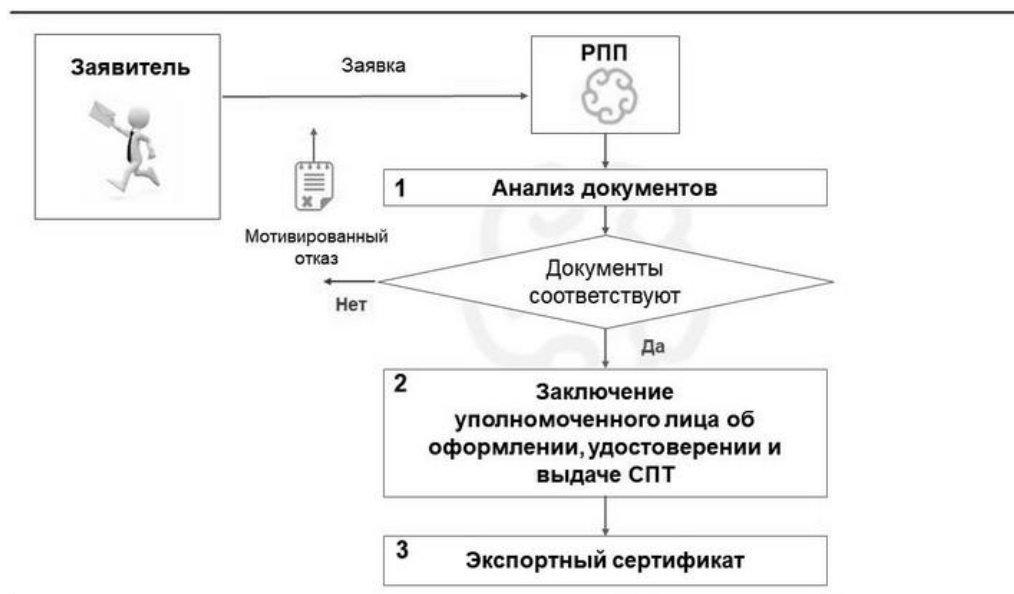 Заявитель
Заявка
РПП
1
Анализ документов
Мотивированный
отказ
Документы
соответствуют
Нет
Да
2
Заключение
уполномоченного лица об
оформлении, удостоверении и
выдаче СПТ
3
Экспортный сертификат